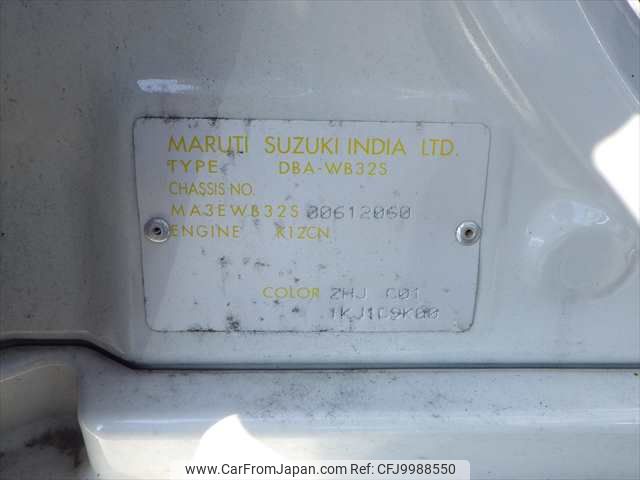 MARUTI SUZUKI INDIA LTD.
TYPE DBA-WB32S
CHASSIS NO.
MA3EWB32S 00612060
ENGINE K12CN
COLOR ZHJ C01
1KJ1C9K00
www.CarFromJapan.com | Ref:CFJ9988550